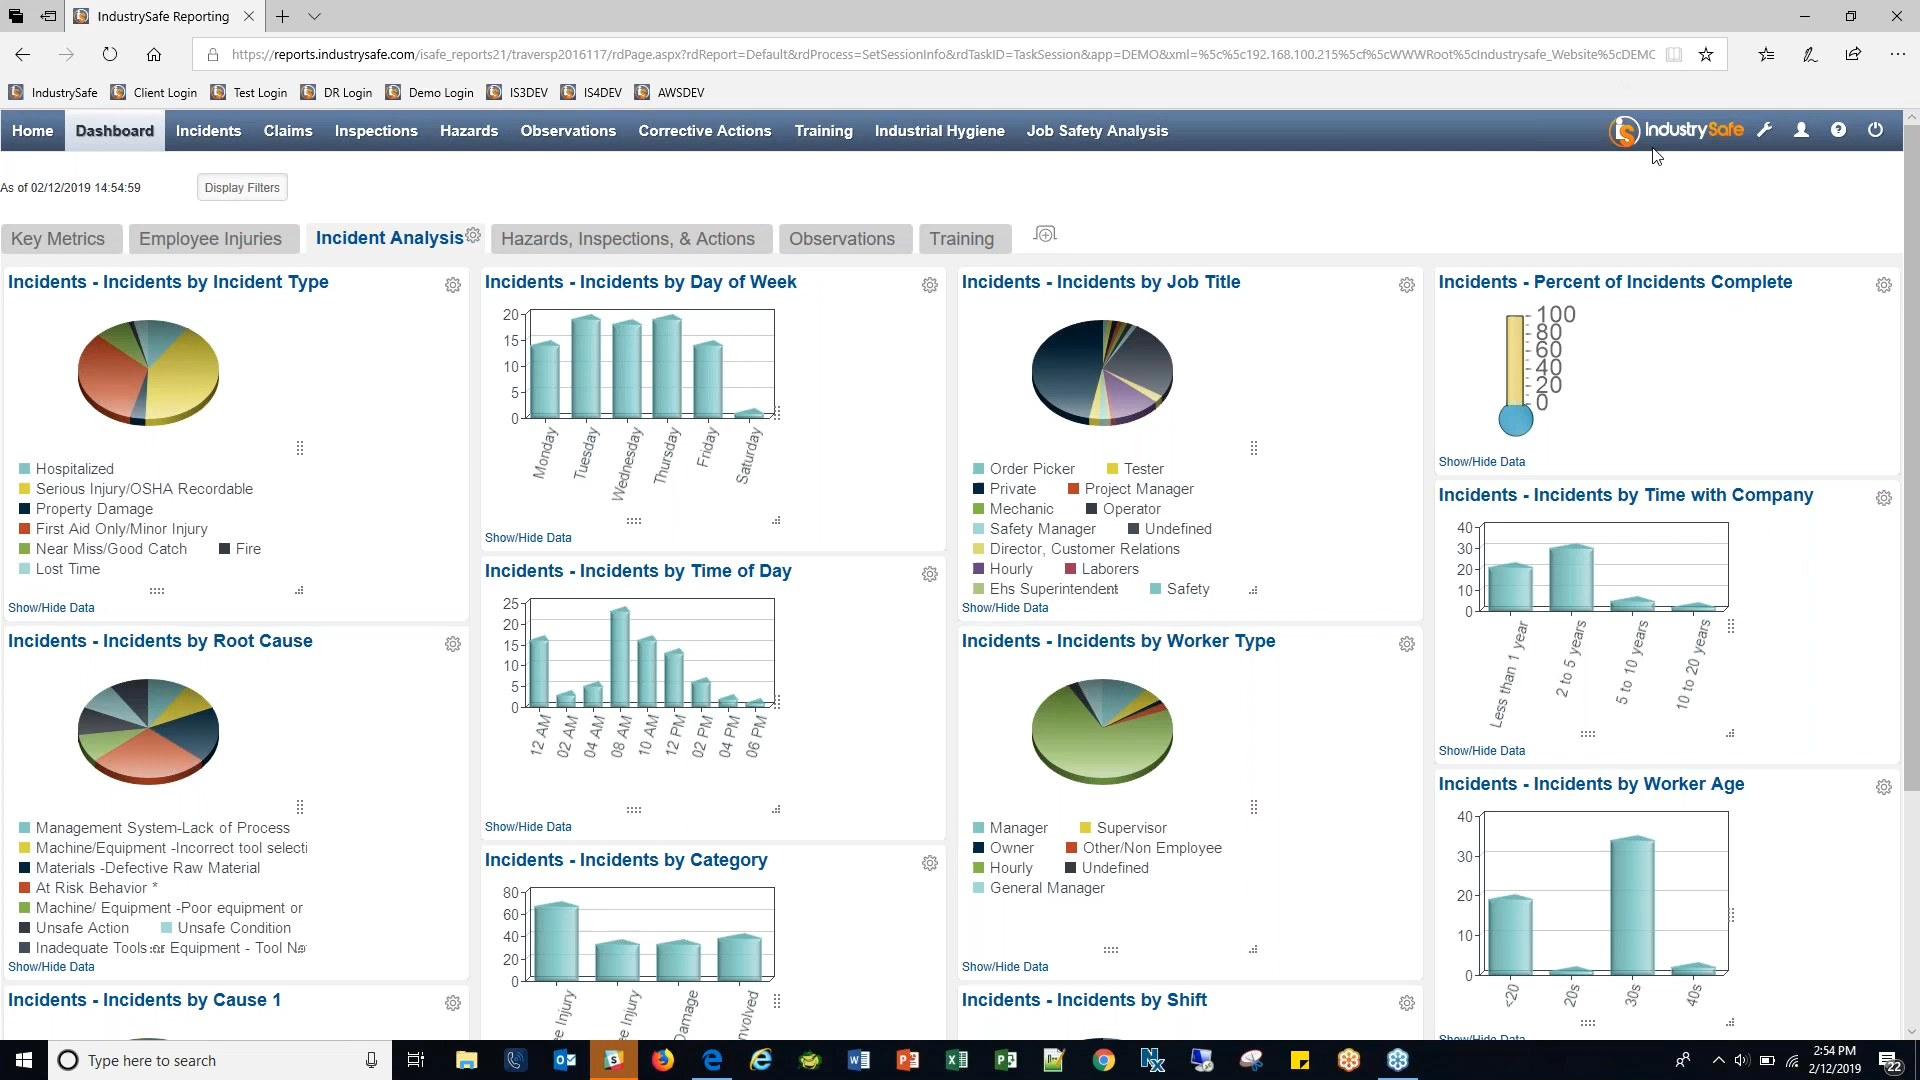 IndustrySafe Reporting
https://reports.industrysafe.com/isafe_reports21/traversp2016117/rdPage.aspx?rdReport=Default&rdProcess=SetSessionInfo&rdTaskID=TaskSession&app=DEMO&xml=%5c%5c192.168.100.215%5cf%5cWWWRoot%5cIndustrysafe_Website%5cDEMC
IndustrySafe Client Login Test Login DR Login Demo Login IS3DEV IS4DEV AWSDEV
Home Dashboard Incidents Claims Inspections Hazards Observations Corrective Actions Training Industrial Hygiene Job Safety Analysis IndustrySafe
As of 02/12/2019 14:54:59 Display Filters
Key Metrics Employee Injuries Incident Analysis Hazards, Inspections, & Actions Observations Training
Incidents - Incidents by Incident Type
Hospitalized
Serious Injury/OSHA Recordable
Property Damage
First Aid Only/Minor Injury
Near Miss/Good Catch Fire
Lost Time
Show/Hide Data
Incidents - Incidents by Root Cause
Management System-Lack of Process
Machine/Equipment -Incorrect tool selecti
Materials -Defective Raw Material
At Risk Behavior *
Machine/ Equipment -Poor equipment or
Unsafe Action Unsafe Condition
Inadequate Tools or Equipment - Tool No
Show/Hide Data
Incidents - Incidents by Cause 1
Incidents - Incidents by Day of Week
20
15
10
5
0
Monday Tuesday Wednesday Thursday Friday Saturday
Show/Hide Data
Incidents - Incidents by Time of Day
25
20
15
10
5
0
12 AM 02 AM 04 AM 08 AM 10 AM 12 PM 02 PM 04 PM 06 PM
Show/Hide Data
Incidents - Incidents by Category
80
60
40
20
0
ee Injury ee Injury Damage nvolved
Incidents - Incidents by Job Title
Order Picker Tester
Private Project Manager
Mechanic Operator
Safety Manager Undefined
Director, Customer Relations
Hourly Laborers
Ehs Superintendent Safety
Show/Hide Data
Incidents - Incidents by Worker Type
Manager Supervisor
Owner Other/Non Employee
Hourly Undefined
General Manager
Show/Hide Data
Incidents - Incidents by Shift
Incidents - Percent of Incidents Complete
100
80
60
40
20
0
Show/Hide Data
Incidents - Incidents by Time with Company
40
30
20
10
0
Less than 1 year 2 to 5 years 5 to 10 years 10 to 20 years
Show/Hide Data
Incidents - Incidents by Worker Age
40
30
20
10
0
<20 20s 30s 40s
Show/Hide Data
Type here to search
2:54 PM
2/12/2019
22